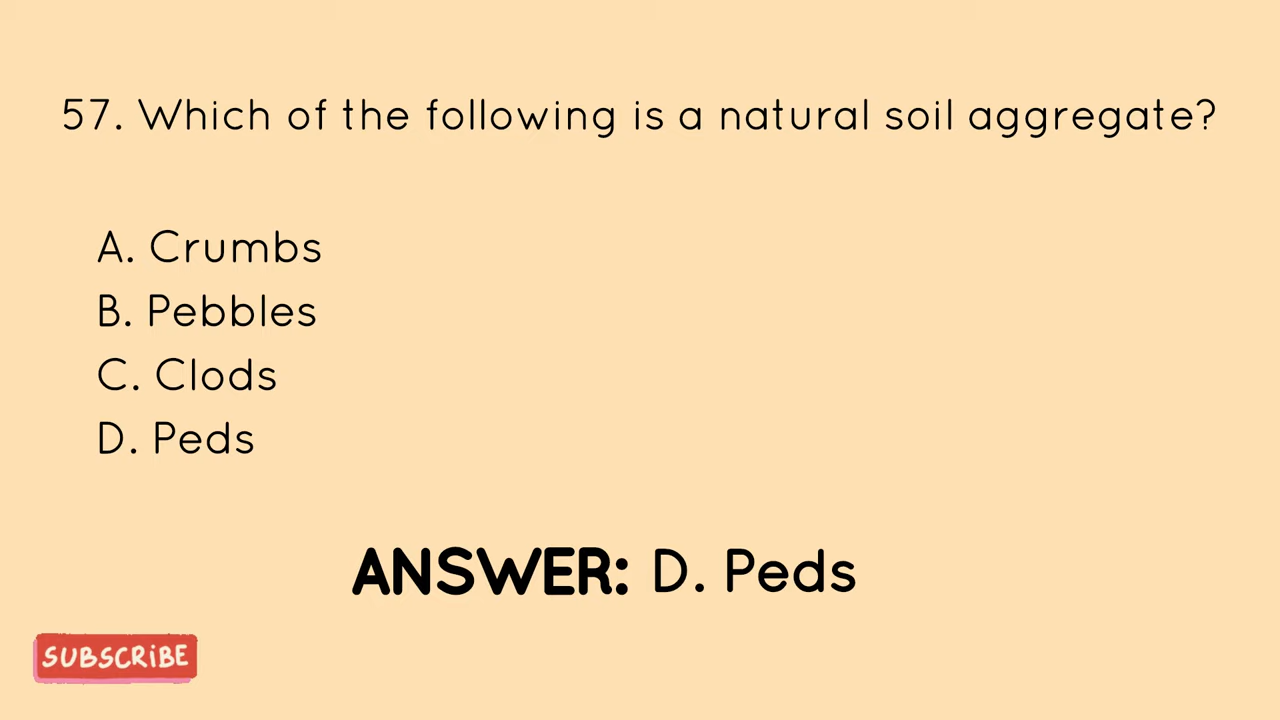 57. Which of the following is a natural soil aggregate?
A. Crumbs
B. Pebbles
C. Clods
D. Peds
ANSWER: D. Peds
SUBSCRiBE